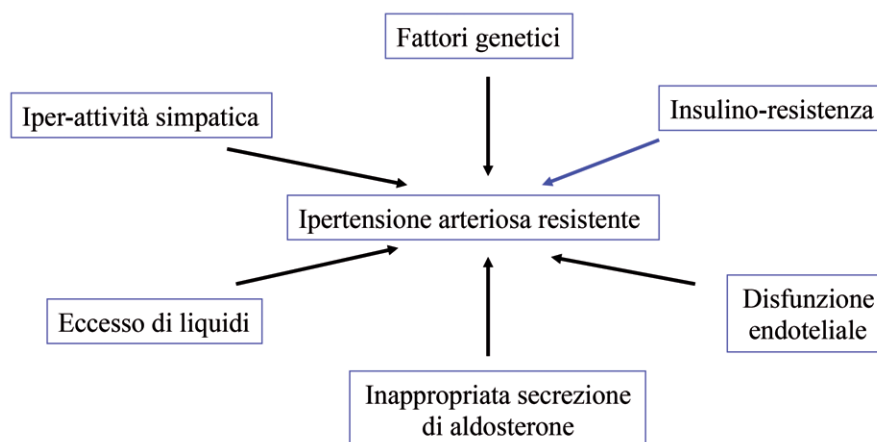 Fattori genetici
Iper-attività simpatica
Insulino-resistenza
Ipertensione arteriosa resistente
Eccesso di liquidi
Disfunzione
endoteliale
Inappropriata secrezione
di aldosterone